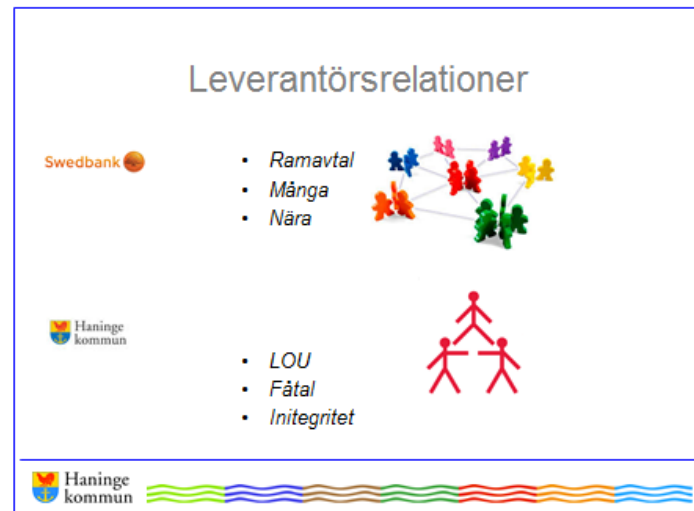 Leverantörsrelationer
Swedbank
• Ramavtal
• Många
• Nära
Haninge
kommun
• LOU
• Fåtal
• Initegritet
Haninge
kommun